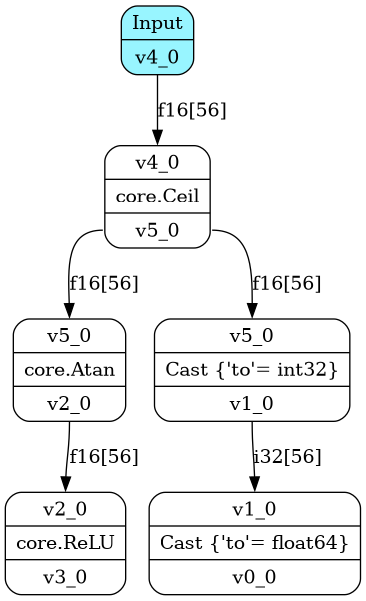 Input
v4_0
f16[56]
v4_0
core.Ceil
v5_0
f16[56]
f16[56]
v5_0
core.Atan
v2_0
v5_0
Cast {'to'= int32}
v1_0
f16[56]
i32[56]
v2_0
core.ReLU
v3_0
v1_0
Cast {'to'= float64}
v0_0